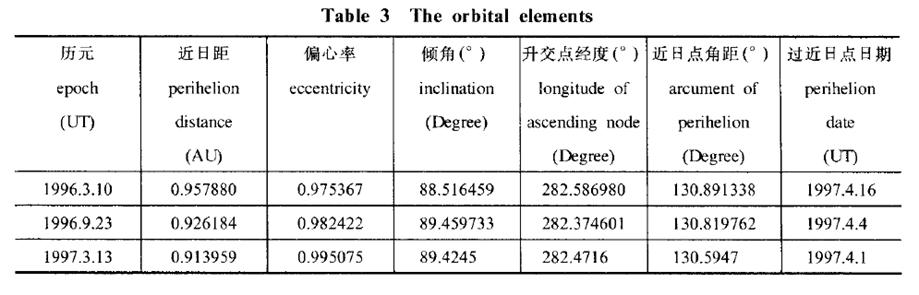 Table 3 The orbital elements
历元 近日距 偏心率 倾角(°) 升交点经度(°) 近日点角距(°) 过近日点日期
epoch perihelion eccentricity inclination longitude of arcument of perihelion
(UT) distance (Degree) ascending node perihelion date
(AU) (Degree) (Degree) (UT)
1996.3.10 0.957880 0.975367 88.516459 282.586980 130.891338 1997.4.16
1996.9.23 0.926184 0.982422 89.459733 282.374601 130.819762 1997.4.4
1997.3.13 0.913959 0.995075 89.4245 282.4716 130.5947 1997.4.1